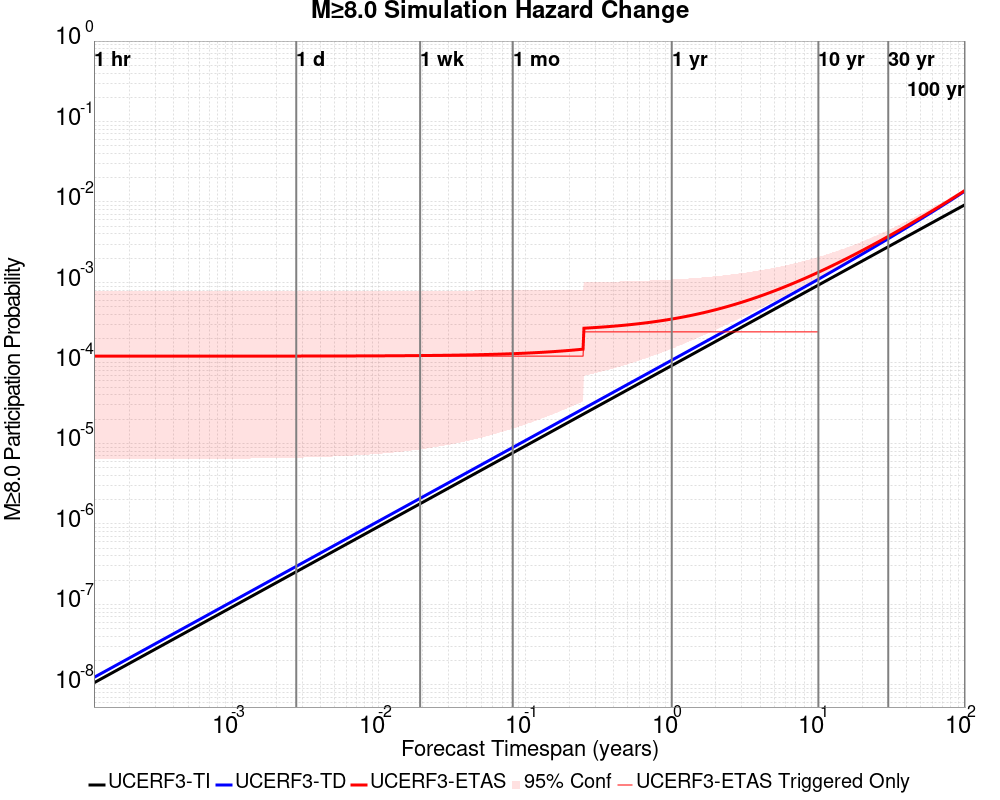 M≥8.0 Simulation Hazard Change
10^0
1 hr 1 d 1 wk 1 mo 1 yr 10 yr 30 yr
100 yr
10^-1
10^-2
10^-3
10^-4
10^-5
10^-6
10^-7
10^-8
M≥8.0 Participation Probability
10^-3 10^-2 10^-1 10^0 10^1 10^2
Forecast Timespan (years)
UCERF3-TI UCERF3-TD UCERF3-ETAS 95% Conf UCERF3-ETAS Triggered Only